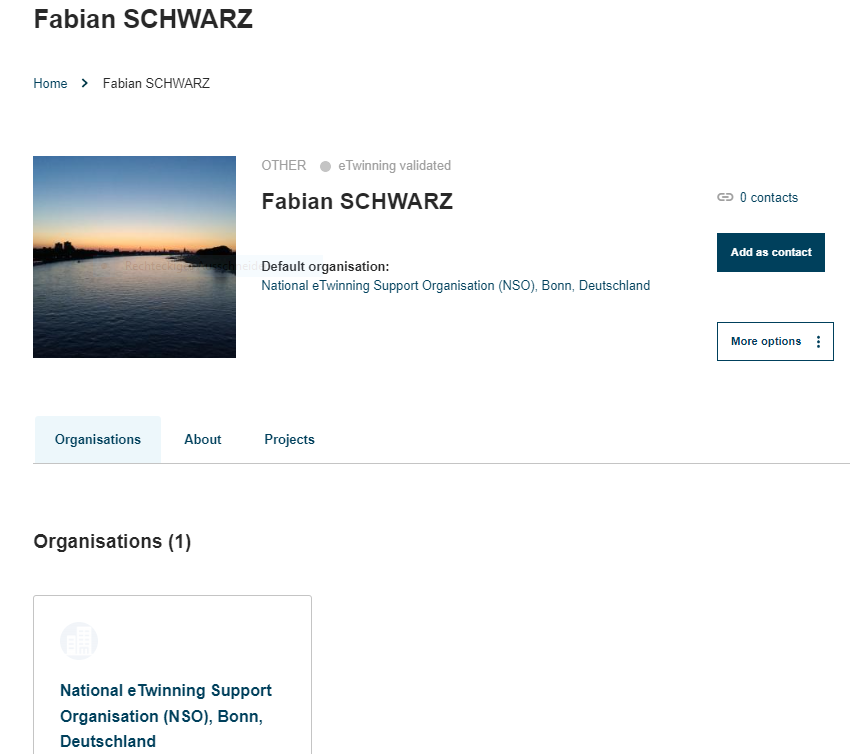 Fabian SCHWARZ
Home
Fabian SCHWARZ
OTHER
eTwinning validated
Fabian SCHWARZ
0 contacts
Add as contact
Default organisation:
National eTwinning Support Organisation (NSO), Bonn, Deutschland
More options
Organisations
About
Projects
Organisations (1)
National eTwinning Support
Organisation (NSO), Bonn,
Deutschland